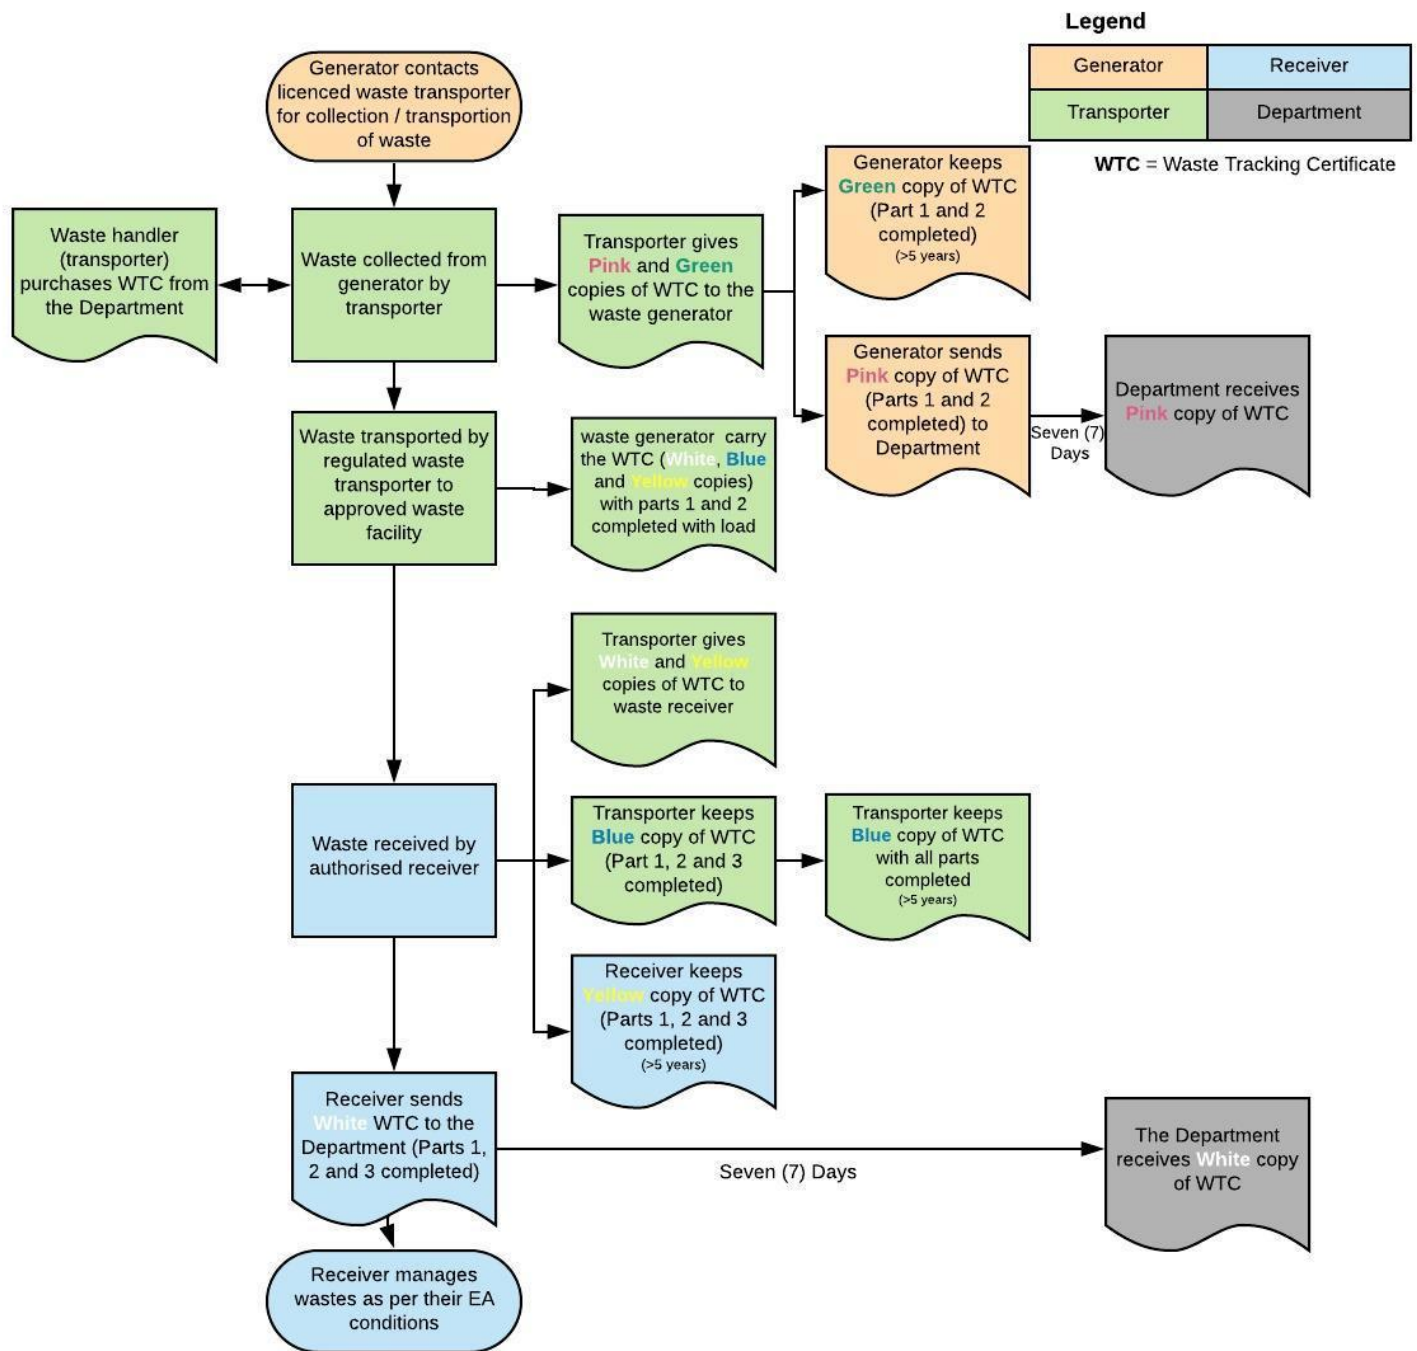 Legend
Generator
Receiver
Transporter
Department
WTC = Waste Tracking Certificate
Generator contacts
licenced waste transporter
for collection / transportion
of waste
Waste handler
(transporter)
purchases WTC from
the Department
Waste collected from
generator by
transporter
Transporter gives
Pink and Green
copies of WTC to the
waste generator
Generator keeps
Green copy of WTC
(Part 1 and 2
completed)
(>5 years)
Generator sends
Pink copy of WTC
(Parts 1 and 2
completed) to
Department
Seven (7)
Days
Department receives
Pink copy of WTC
Waste transported by
regulated waste
transporter to
approved waste
facility
waste generator carry
the WTC (White, Blue
and Yellow copies)
with parts 1 and 2
completed with load
Transporter gives
White and Yellow
copies of WTC to
waste receiver
Waste received by
authorised receiver
Transporter keeps
Blue copy of WTC
(Part 1, 2 and 3
completed)
Transporter keeps
Blue copy of WTC
with all parts
completed
(>5 years)
Receiver keeps
Yellow copy of WTC
(Parts 1, 2 and 3
completed)
(>5 years)
Receiver sends
White WTC to the
Department (Parts 1,
2 and 3 completed)
Seven (7) Days
The Department
receives White copy
of WTC
Receiver manages
wastes as per their EA
conditions